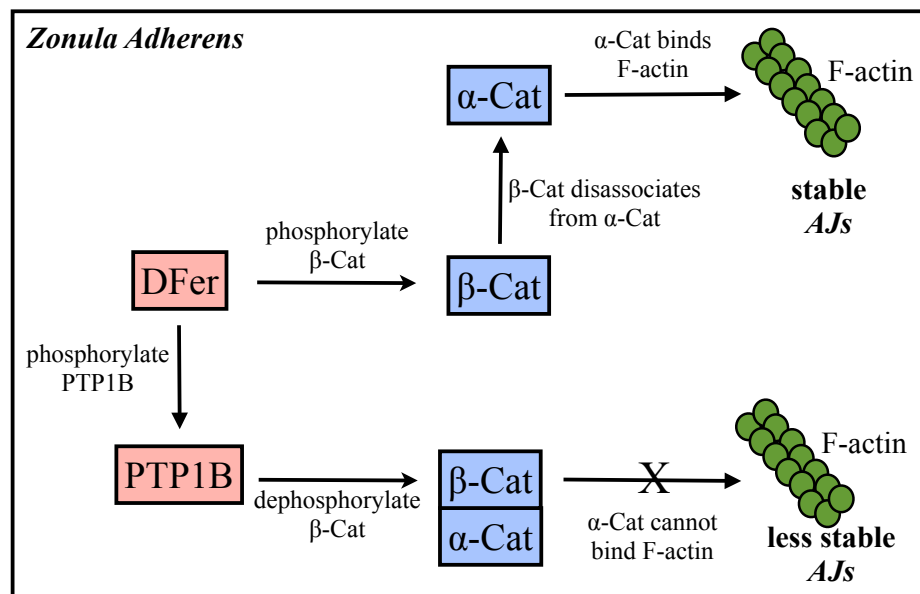 Zonula Adherens
α-Cat binds
F-actin
F-actin
α-Cat
stable
AJs
β-Cat disassociates
from α-Cat
phosphorylate
β-Cat
DFer
β-Cat
phosphorylate
PTP1B
F-actin
PTP1B
β-Cat
X
dephosphorylate
β-Cat
α-Cat
α-Cat cannot
bind F-actin
less stable
AJs